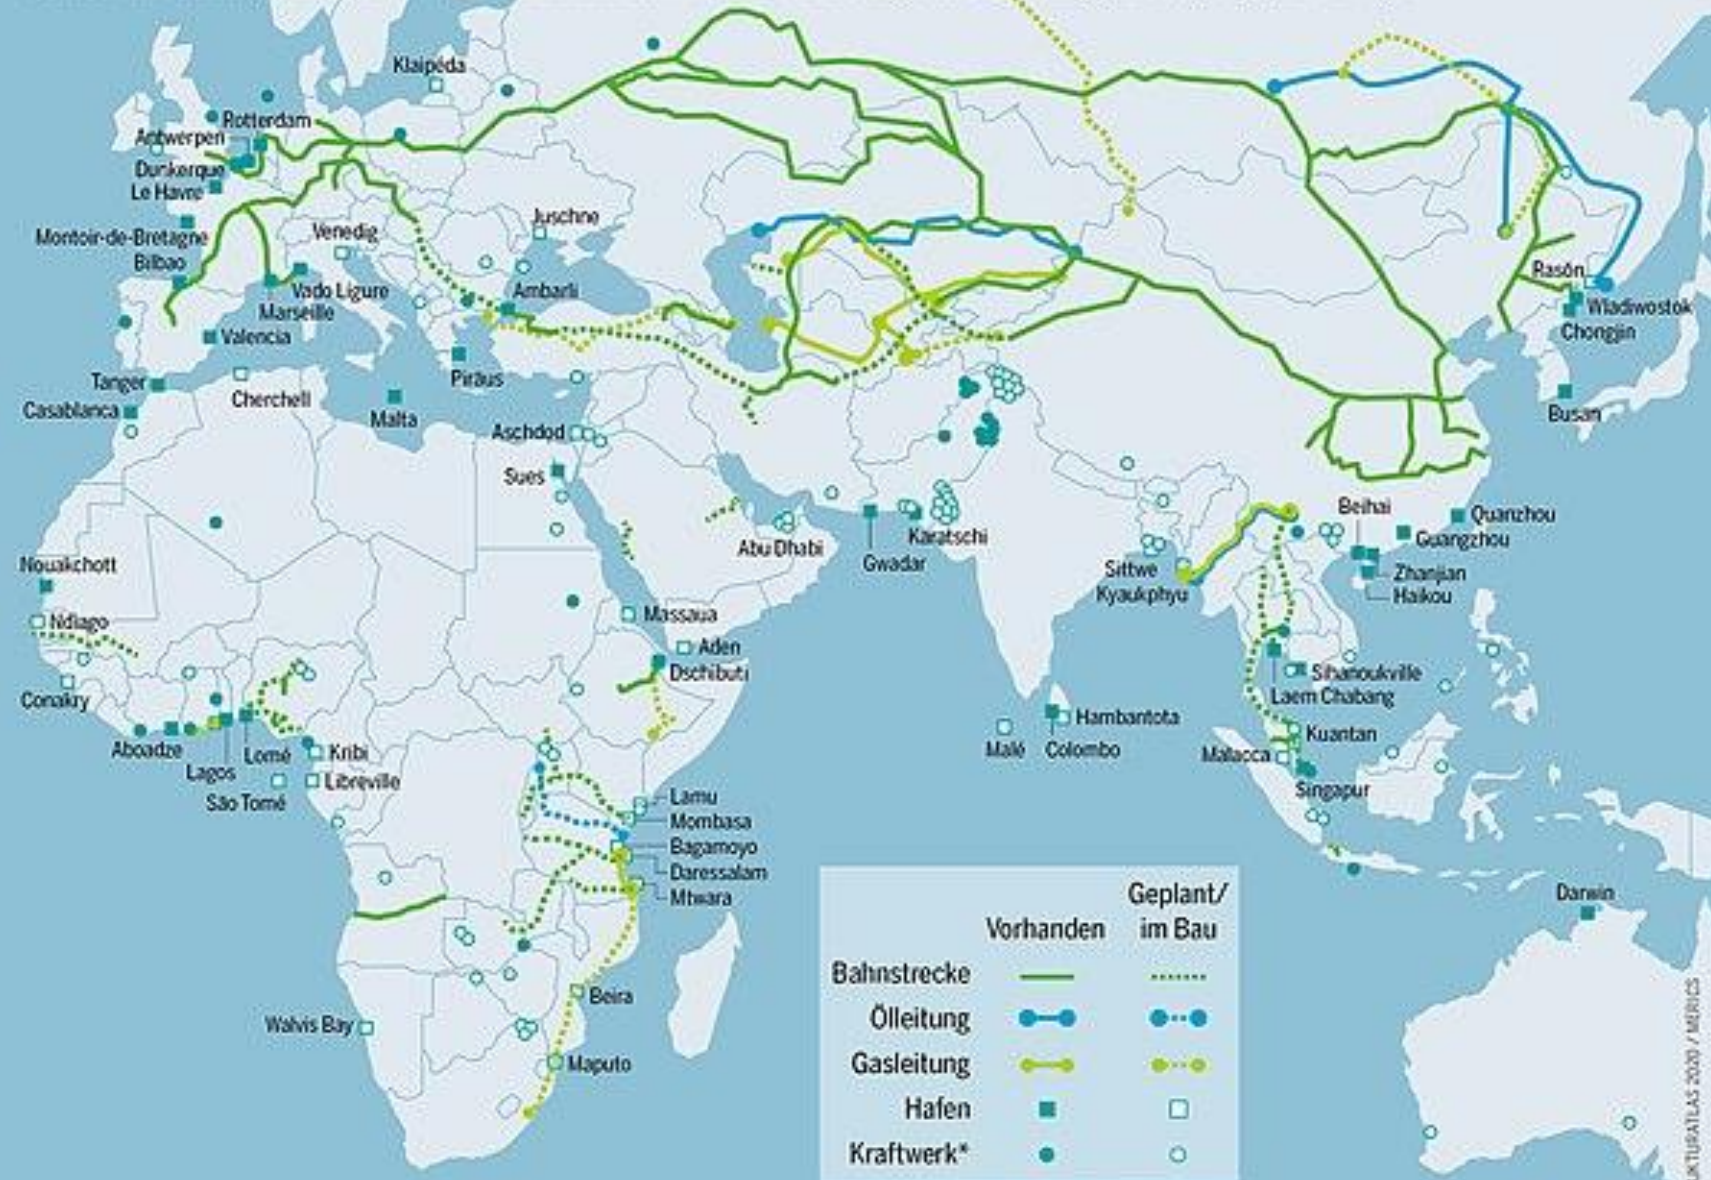 Klaipėda
Rotterdam
Antwerpen
Dunkerque
Le Havre
Montoir-de-Bretagne
Bilbao
Venedig
Juschne
Vado Ligure
Marseille
Ambarli
Valencia
Tanger
Casablanca
Cherchell
Malta
Piräus
Aschdod
Sues
Rasŏn
Wladiwostok
Chongjin
Busan
Abu Dhabi
Gwadar
Karatschi
Sittwe
Kyaukphyu
Beihai
Quanzhou
Guangzhou
Zhanjian
Haikou
Nouakchott
Ndiago
Conakry
Massaua
Aden
Dschibuti
Aboadze
Lagos
Lomé
Kribi
Libreville
São Tomé
Malé
Hambantota
Colombo
Sihanoukville
Laem Chabang
Kuantan
Malacca
Singapur
Lamu
Mombasa
Bagamoyo
Daressalam
Mtwara
Beira
Walvis Bay
Maputo
Darwin
Vorhanden
Geplant/
im Bau
Bahnstrecke
Ölleitung
Gasleitung
Hafen
Kraftwerk*
UKTURATLAS 2020 / MERICS